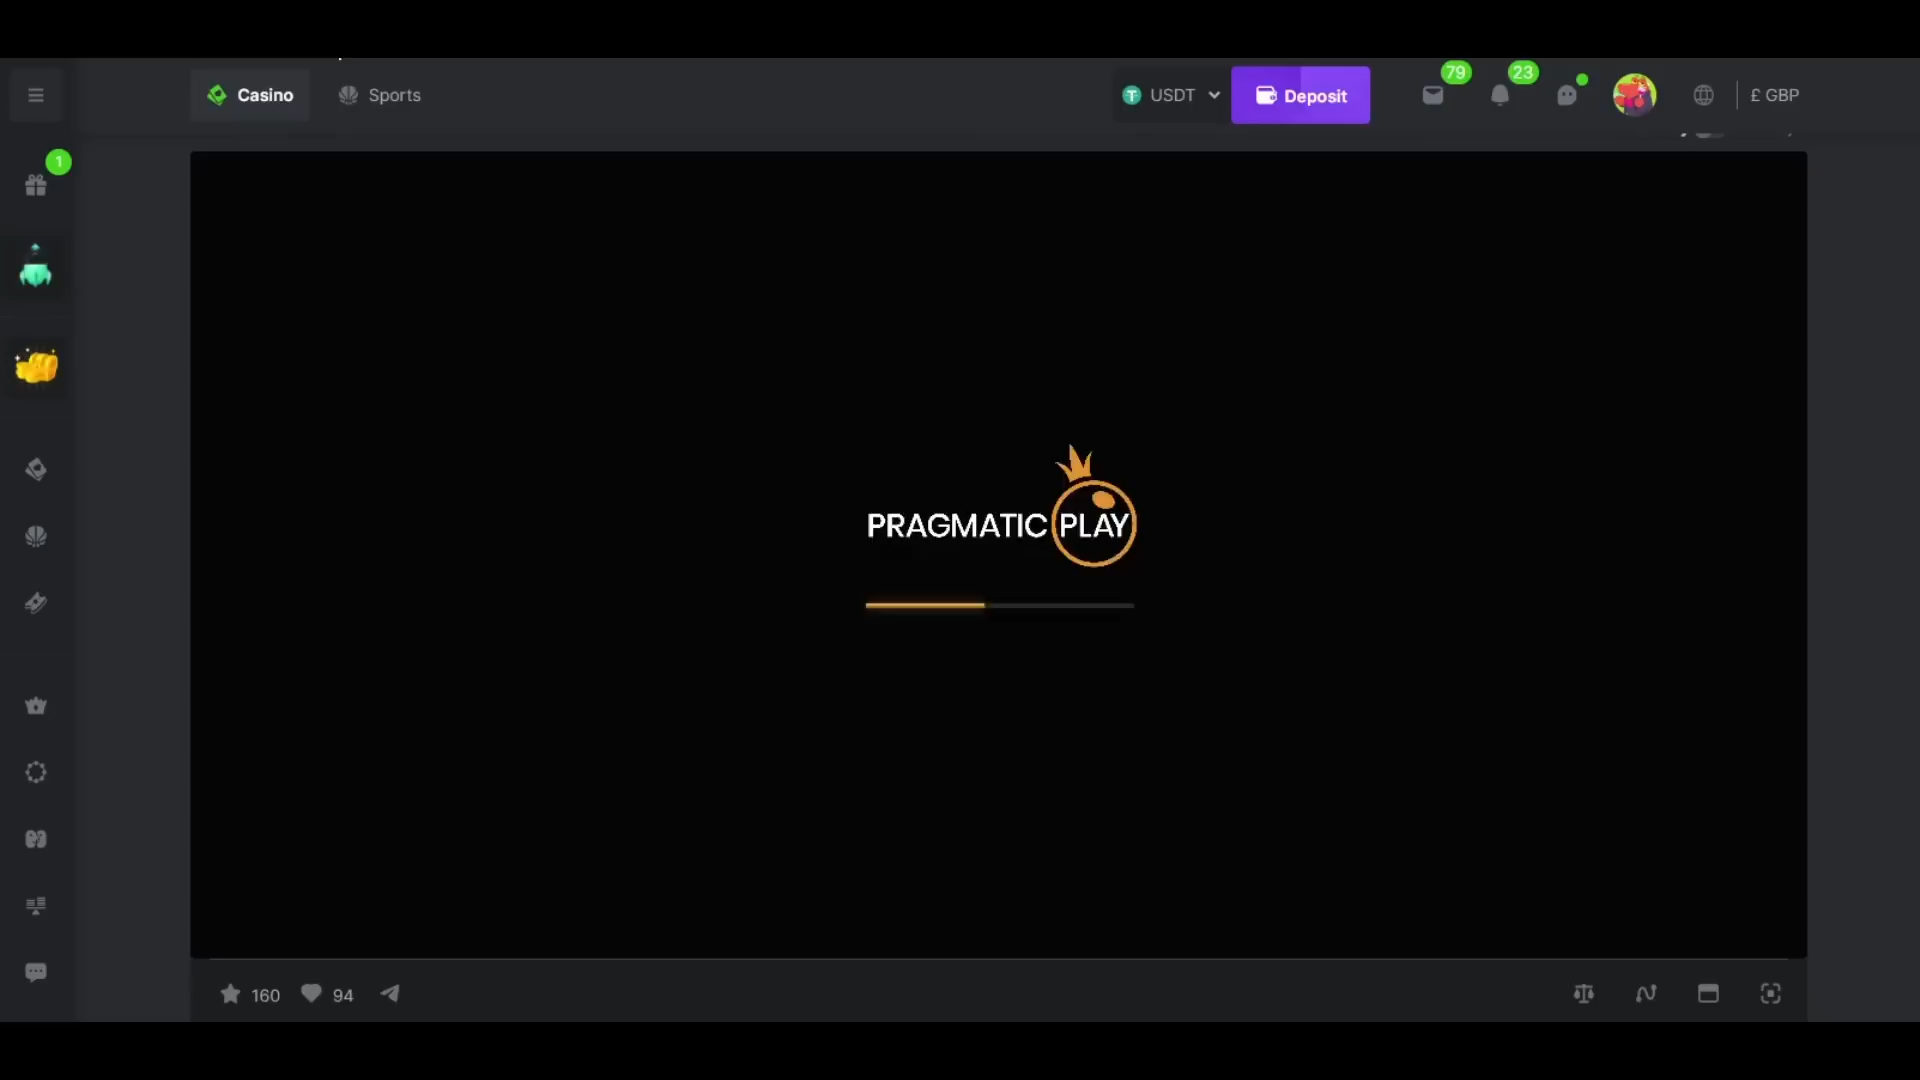 Casino
Sports
USDT
Deposit
79
23
£ GBP
1
PRAGMATIC PLAY
160
94